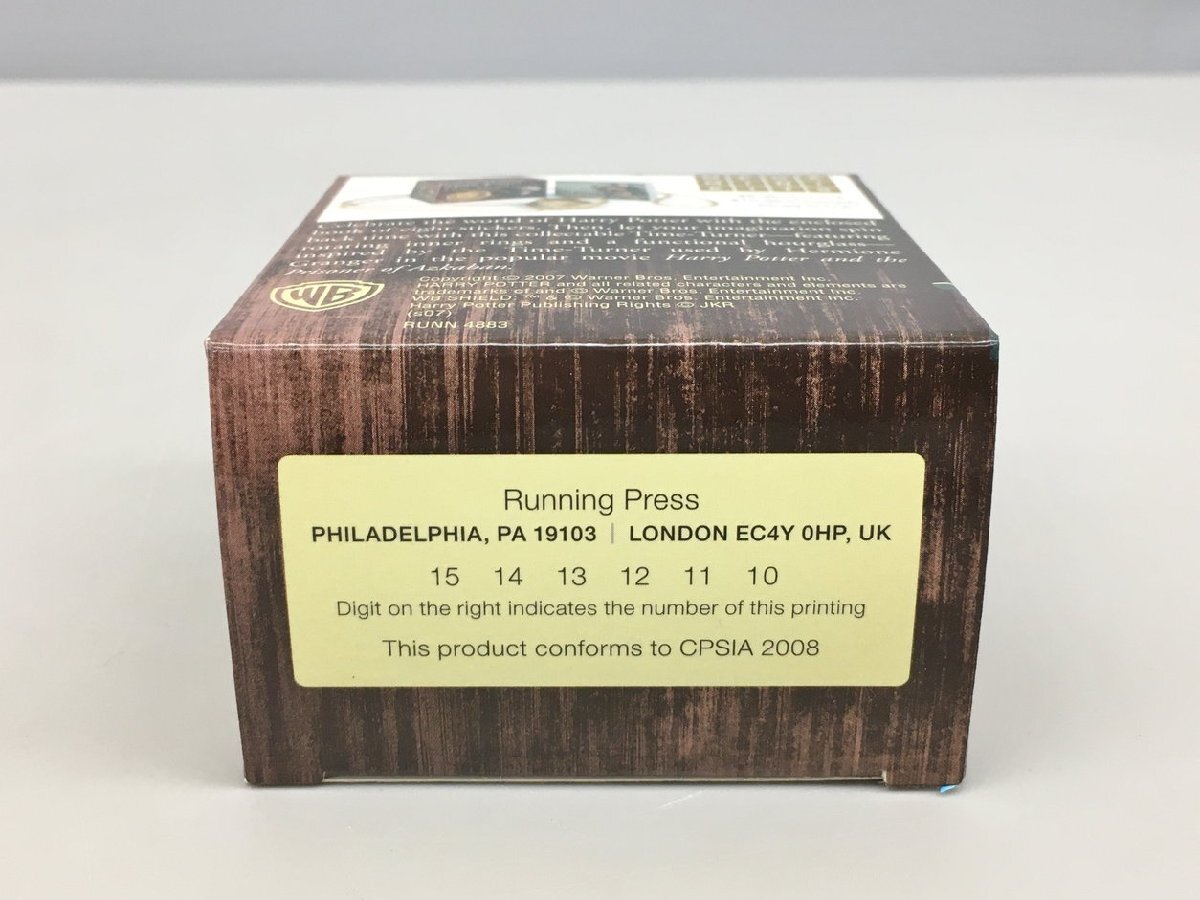 the world of Harry Potter with the enclosed
book of stickers. Then, let your imagination spin
with this collectible Time-Turner—featuring
rotating inner rings and a functional hourglass—
inspired by the Time-Turner used by Hermione
Granger in the popular movie Harry Potter and the
Prisoner of Azkaban.
Copyright © 2007 Warner Bros. Entertainment Inc.
HARRY POTTER and all related characters and elements are
trademarks of and © Warner Bros. Entertainment Inc.
WB SHIELD: ™ & © Warner Bros. Entertainment Inc.
Harry Potter Publishing Rights © JKR
(s07)
RUNN 4883
WB
Running Press
PHILADELPHIA, PA 19103 | LONDON EC4Y 0HP, UK
15 14 13 12 11 10
Digit on the right indicates the number of this printing
This product conforms to CPSIA 2008